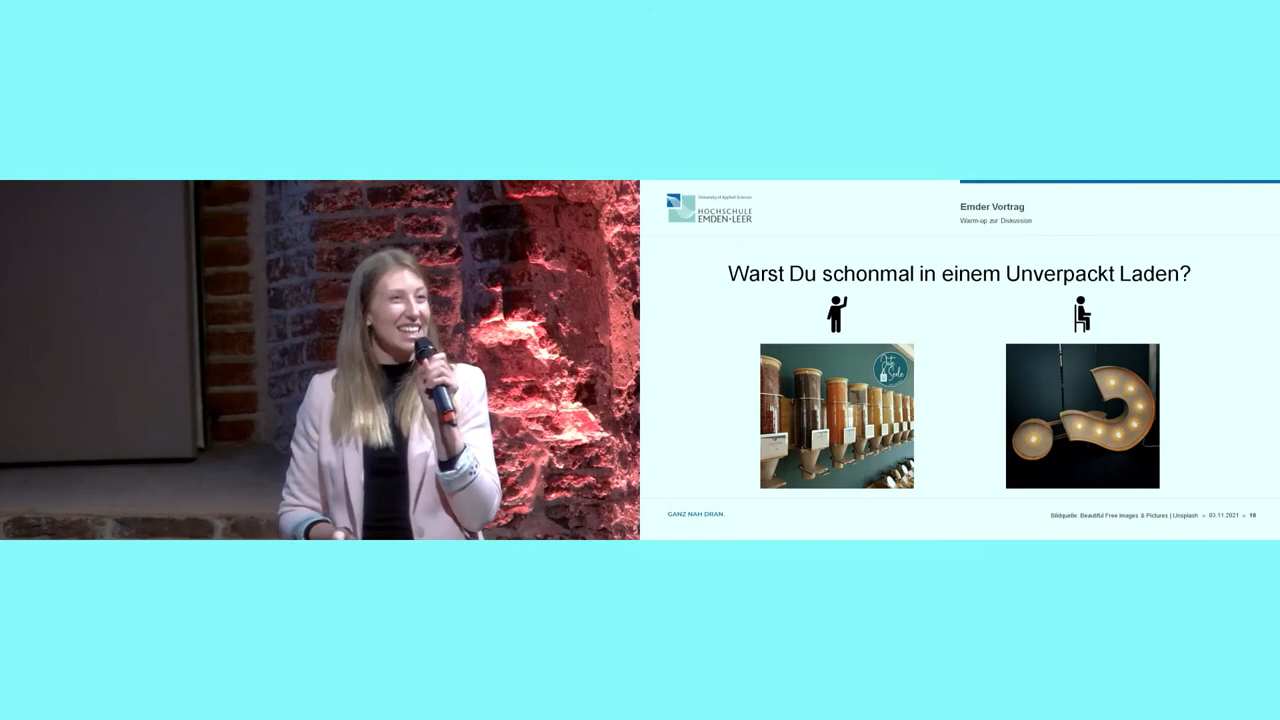 University of Applied Sciences
HOCHSCHULE
EMDEN·LEER
Emder Vortrag
Warm-up zur Diskussion
Warst Du schonmal in einem Unverpackt Laden?
GANZ NAH DRAN.
Bildquelle: Beautiful Free Images & Pictures | Unsplash 03.11.2021 10